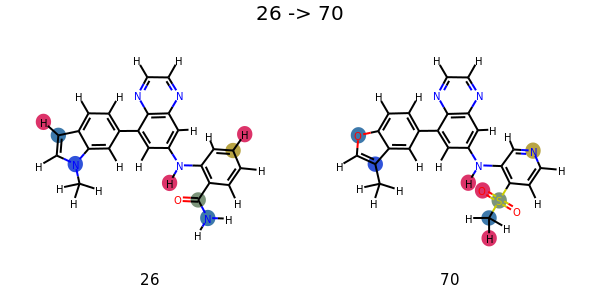 26 -> 70
H H H H
H H H H N N N N H
H H O N
H H
H N H H H N H H
H H H H H H O H
H H O S O
N H H H H
H H
26 70